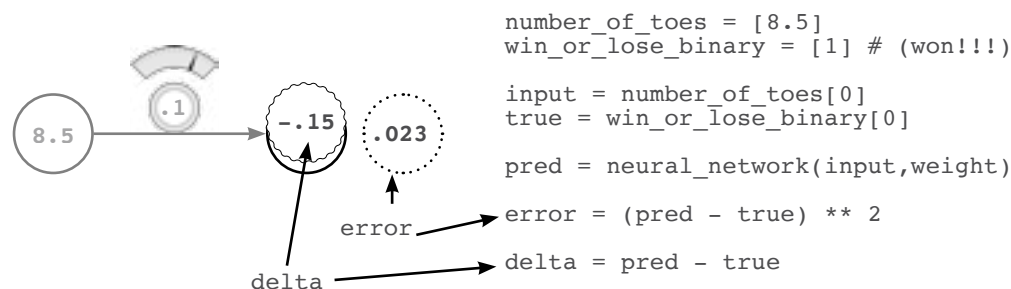 8.5
.1
-.15
.023
error
delta
number_of_toes = [8.5]
win_or_lose_binary = [1] # (won!!!)
input = number_of_toes[0]
true = win_or_lose_binary[0]
pred = neural_network(input,weight)
error = (pred - true) ** 2
delta = pred - true